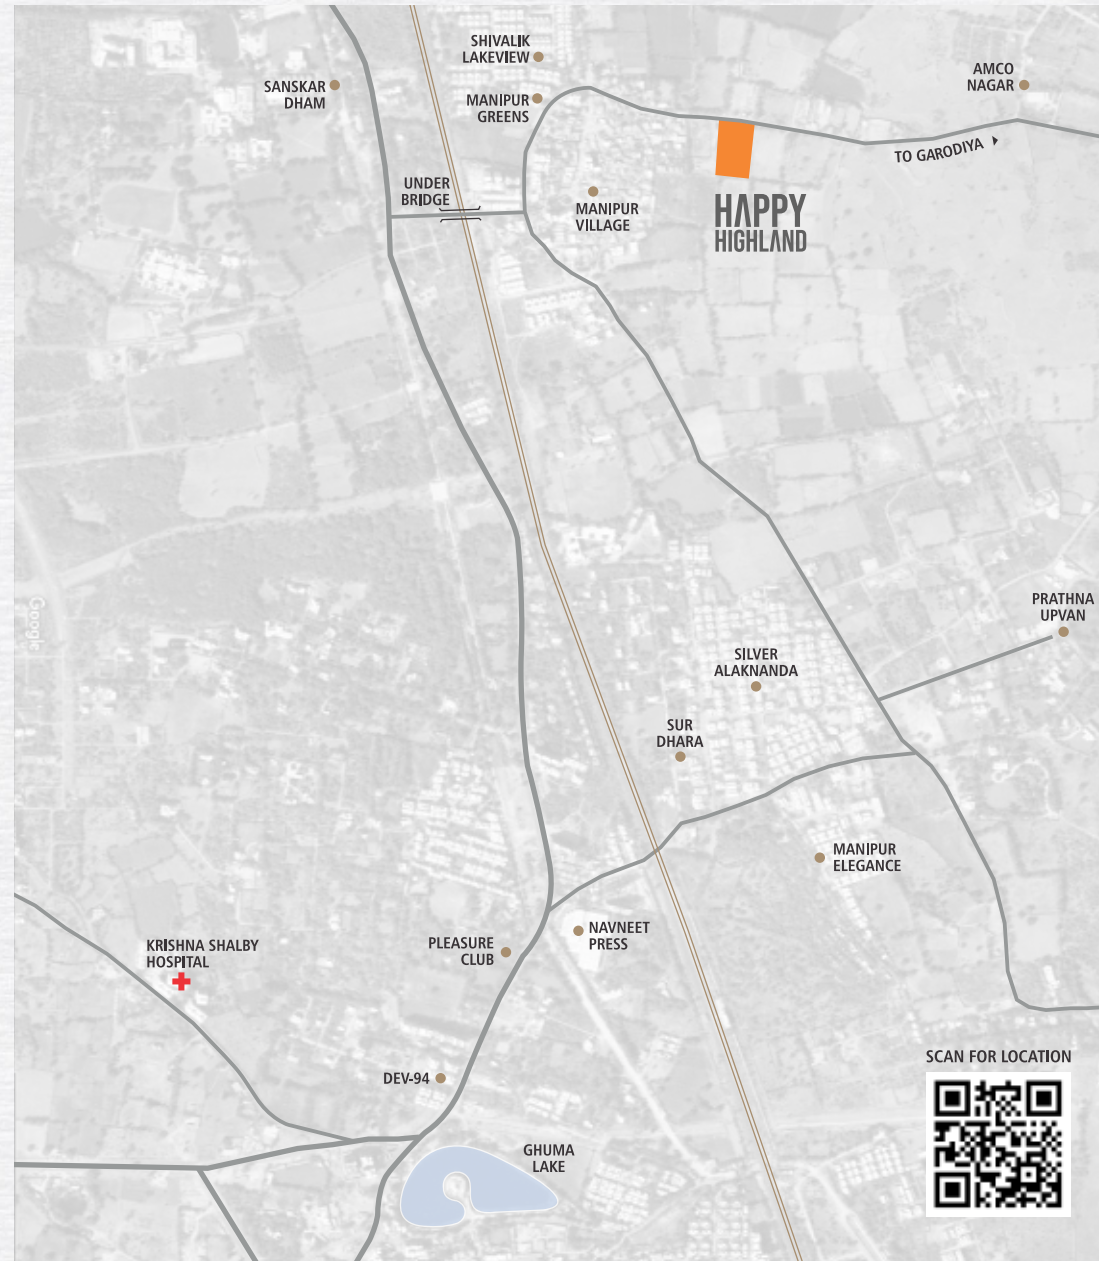 SHIVALIK
LAKEVIEW
SANSKAR
DHAM
MANIPUR
GREENS
AMCO
NAGAR
TO GARODIYA
UNDER
BRIDGE
MANIPUR
VILLAGE
HAPPY
HIGHLAND
Google
PRATHNA
UPVAN
SILVER
ALAKNANDA
SUR
DHARA
MANIPUR
ELEGANCE
NAVNEET
PRESS
PLEASURE
CLUB
KRISHNA SHALBY
HOSPITAL
DEV-94
GHUMA
LAKE
SCAN FOR LOCATION